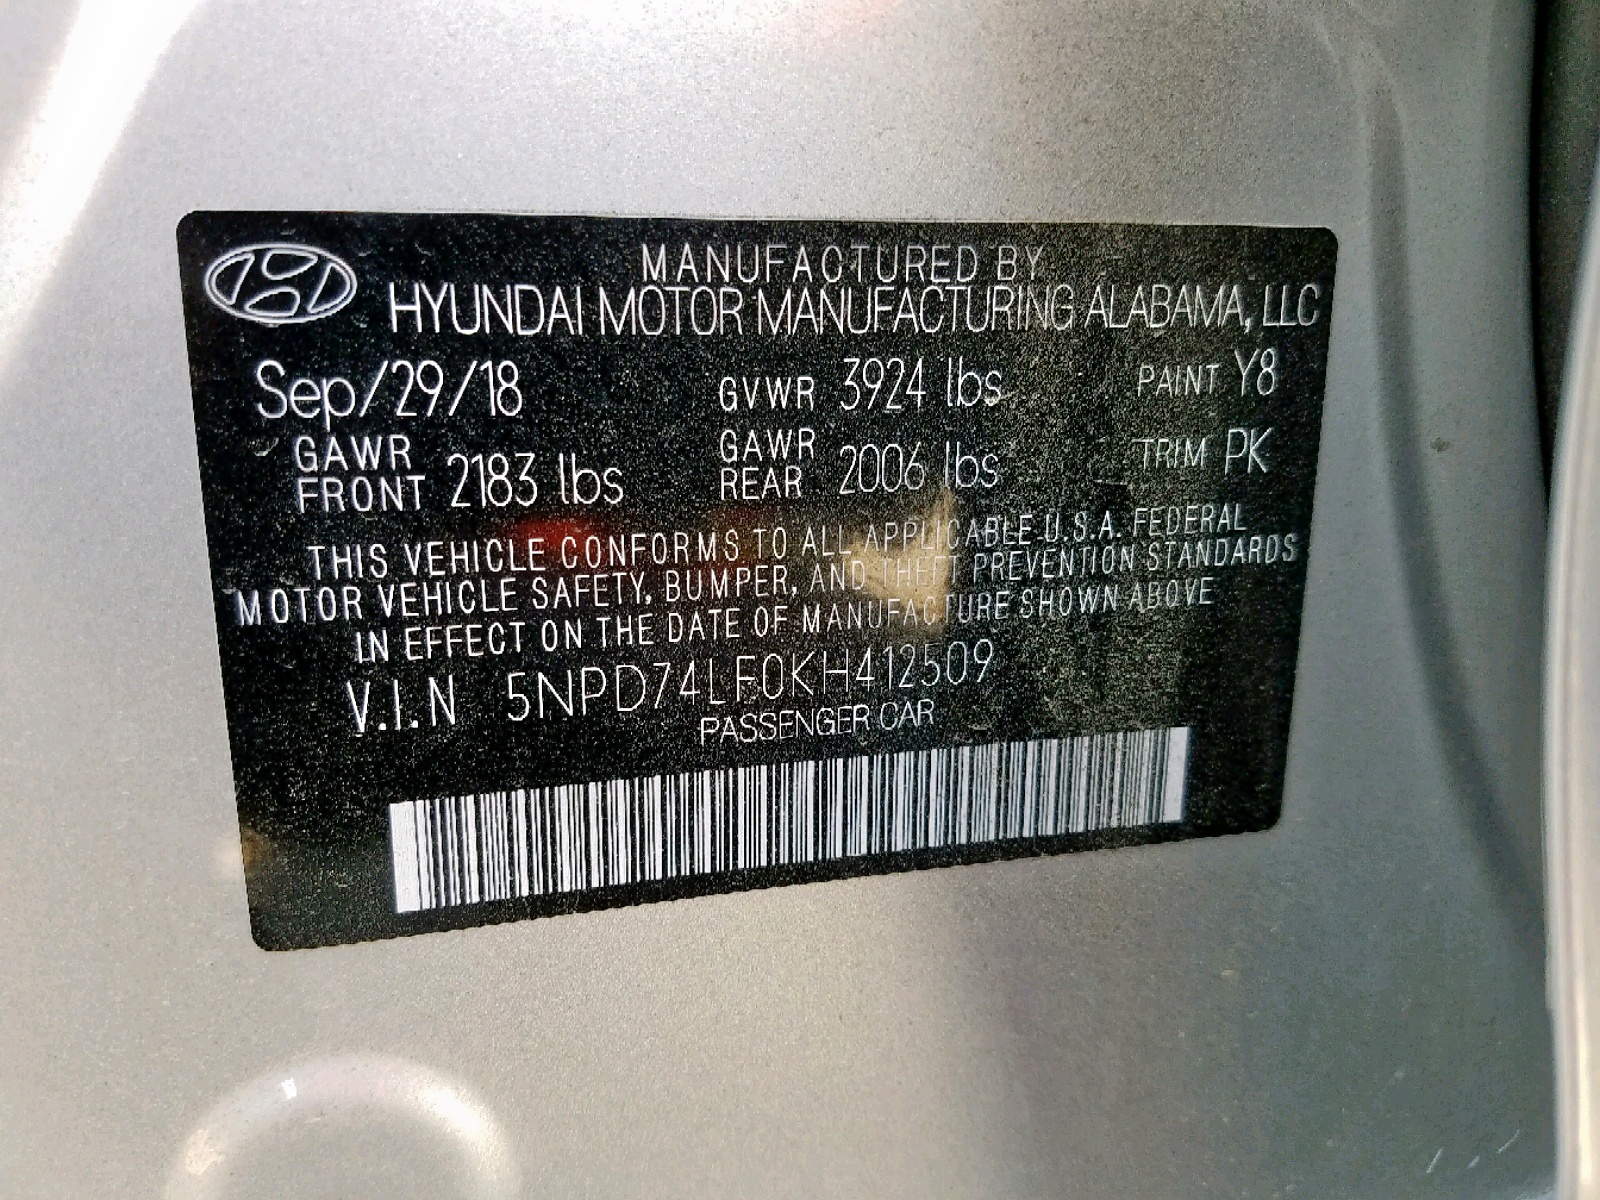 MANUFACTURED BY
HYUNDAI MOTOR MANUFACTURING ALABAMA, LLC
Sep/29/18 GVWR 3924 lbs PAINT Y8
GAWR FRONT 2183 lbs GAWR REAR 2006 lbs TRIM PK
THIS VEHICLE CONFORMS TO ALL APPLICABLE U.S.A. FEDERAL
MOTOR VEHICLE SAFETY, BUMPER, AND THEFT PREVENTION STANDARDS
IN EFFECT ON THE DATE OF MANUFACTURE SHOWN ABOVE
V.I.N 5NPD74LF0KH412509
PASSENGER CAR